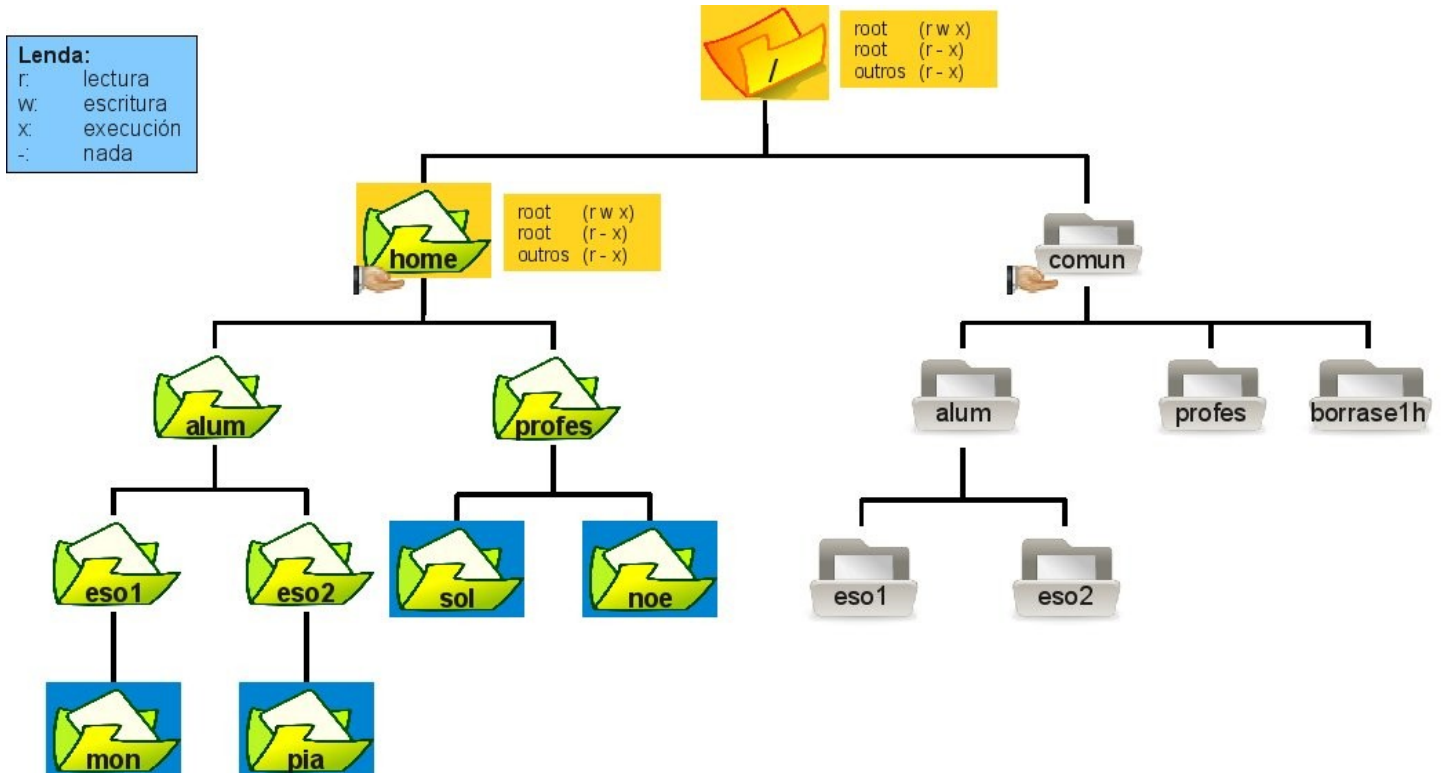 Lenda:
r: lectura
w: escritura
x: execución
-: nada
/
root (r w x)
root (r - x)
outros (r - x)
home
root (r w x)
root (r - x)
outros (r - x)
comun
alum
profes
alum
profes
borrase1h
eso1
eso2
sol
noe
eso1
eso2
mon
pia